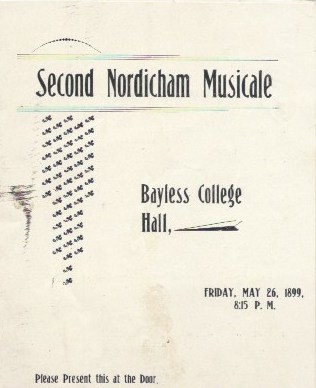 Second Nordicham Musicale
Bayless College
Hall,
FRIDAY, MAY 26, 1899,
8:15 P. M.
Please Present this at the Door.